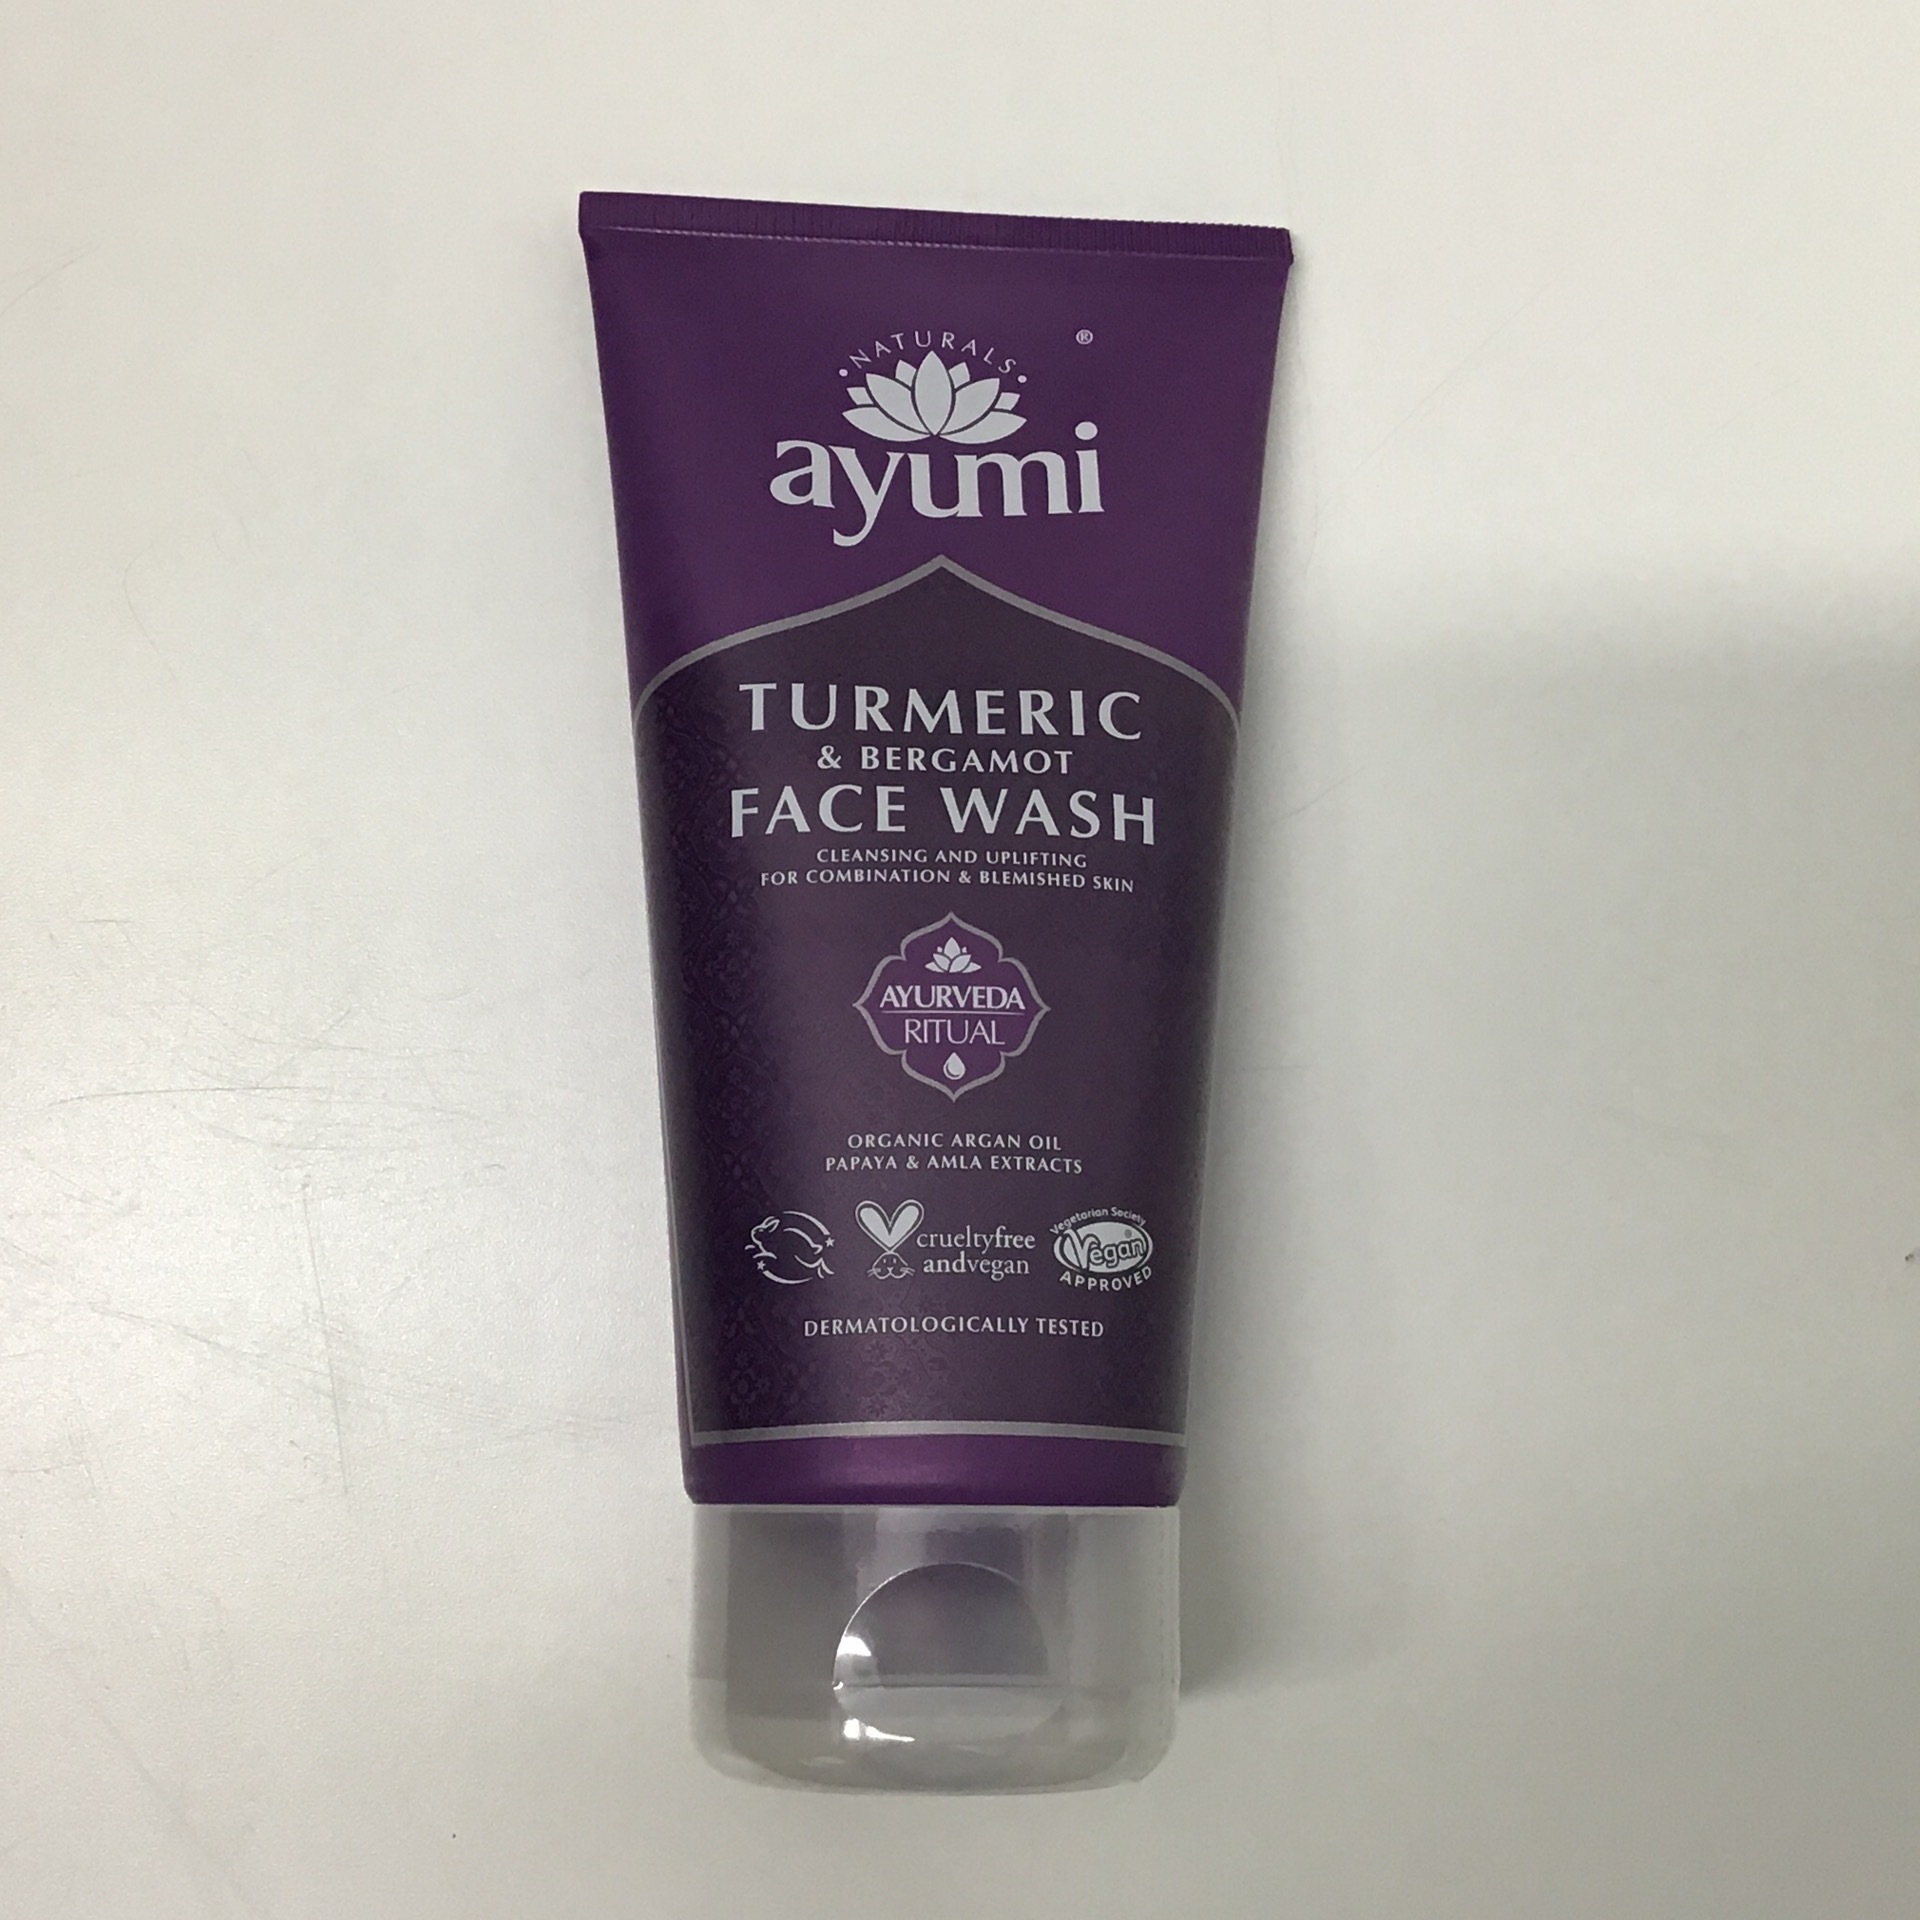 ·NATURALS·
®
ayumi
TURMERIC
& BERGAMOT
FACE WASH
CLEANSING AND UPLIFTING
FOR COMBINATION & BLEMISHED SKIN
AYURVEDA
RITUAL
ORGANIC ARGAN OIL
PAPAYA & AMLA EXTRACTS
crueltyfree
andvegan
Vegetarian Society
Vegan®
APPROVED
DERMATOLOGICALLY TESTED